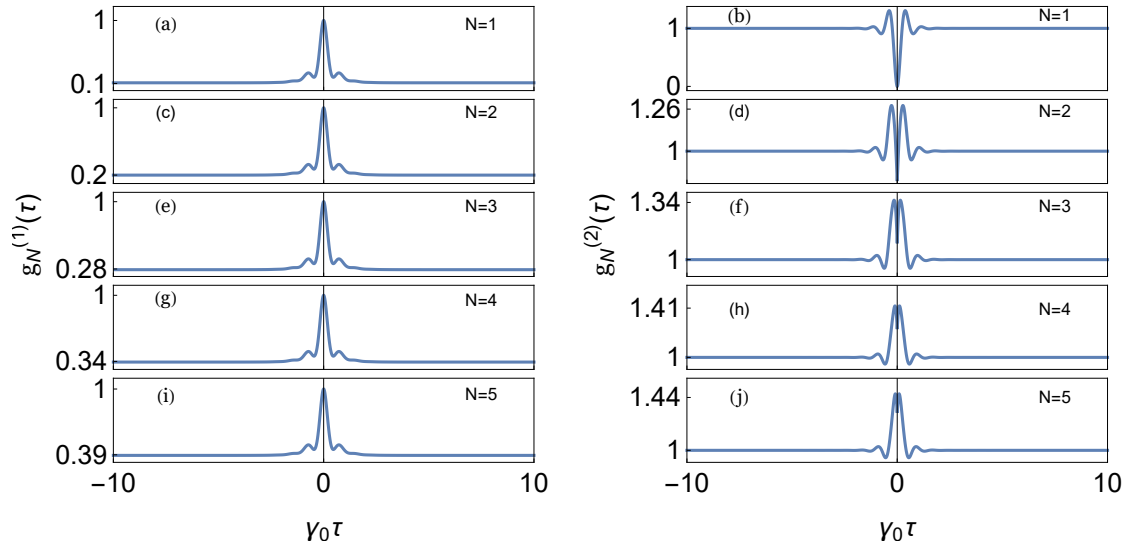 (a)
N=1
1
0.1
(c)
N=2
1
0.2
(e)
N=3
1
0.28
(g)
N=4
1
0.34
(i)
N=5
1
0.39
−10 0 10
γ₀τ
g_N^(1)(τ)
(b)
N=1
1
0
(d)
N=2
1.26
1
(f)
N=3
1.34
1
(h)
N=4
1.41
1
(j)
N=5
1.44
1
−10 0 10
γ₀τ
g_N^(2)(τ)